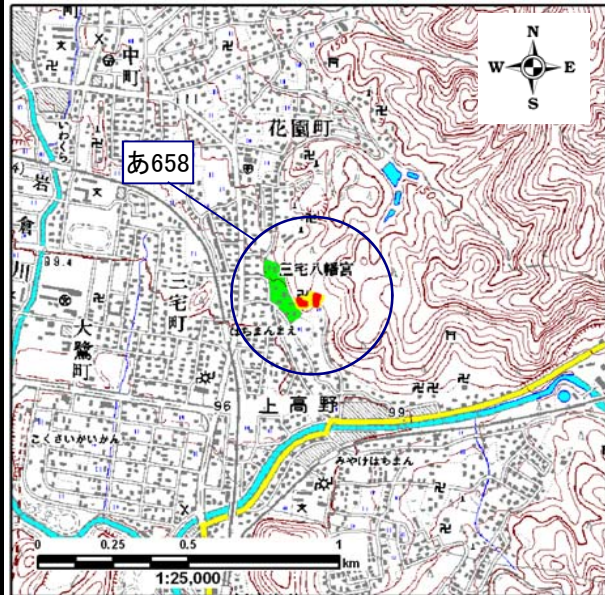 町
中町
N
W E
S
花園町
あ658
いわくら
岩倉川
99.4
三宅八幡宮
三宅町
はちまんまえ
大鷺町
96
上高野
99
こくさいかいかん
みやけはちまん
0 0.25 0.5 1
km
1:25,000